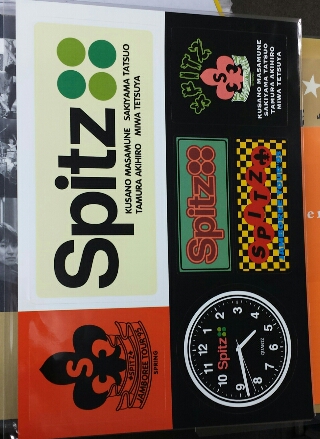 Spitz
KUSANO MASAMUNE SAKIYAMA TATSUO
TAMURA AKIHIRO MIWA TETSUYA
SPITZ
KUSANO MASAMUNE
SAKIYAMA TATSUO
TAMURA AKIHIRO
MIWA TETSUYA
Spitz
SPITZ
SPITZ
JAMBOREE TOUR
SPRING
12
1
2
3
4
5
6
7
8
9
10
11
Spitz
QUARTZ